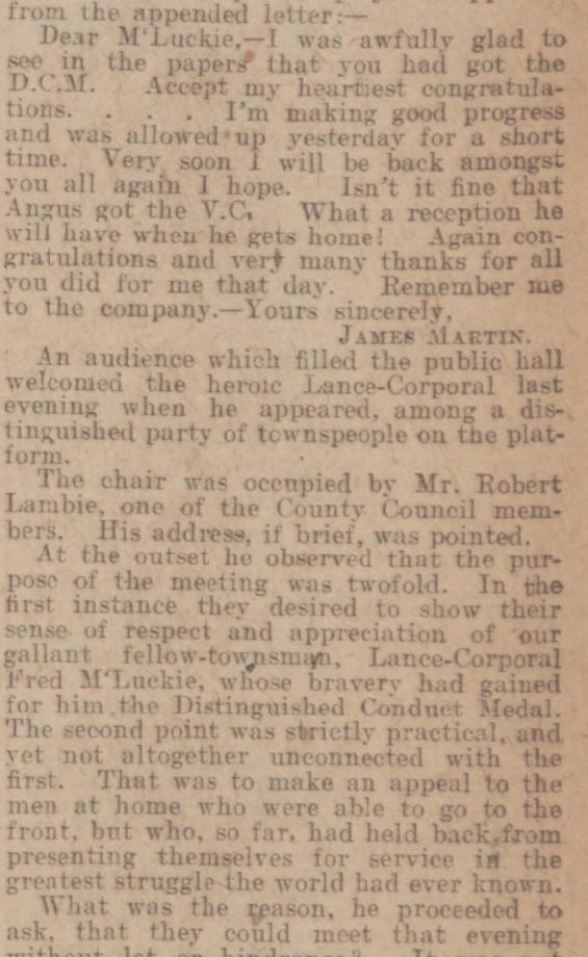 from the appended letter:—
Dear M'Luckie,—I was awfully glad to
see in the papers that you had got the
D.C.M. Accept my heartiest congratula-
tions. . . . I'm making good progress
and was allowed up yesterday for a short
time. Very soon I will be back amongst
you all again I hope. Isn't it fine that
Angus got the V.C. What a reception he
will have when he gets home! Again con-
gratulations and very many thanks for all
you did for me that day. Remember me
to the company.—Yours sincerely,
JAMES MARTIN.
An audience which filled the public hall
welcomed the heroic Lance-Corporal last
evening when he appeared, among a dis-
tinguished party of townspeople on the plat-
form.
The chair was occupied by Mr. Robert
Lambie, one of the County Council mem-
bers. His address, if brief, was pointed.
At the outset he observed that the pur-
pose of the meeting was twofold. In the
first instance they desired to show their
sense of respect and appreciation of our
gallant fellow-townsman, Lance-Corporal
Fred M'Luckie, whose bravery had gained
for him the Distinguished Conduct Medal.
The second point was strictly practical, and
yet not altogether unconnected with the
first. That was to make an appeal to the
men at home who were able to go to the
front, but who, so far, had held back from
presenting themselves for service in the
greatest struggle the world had ever known.
What was the reason, he proceeded to
ask, that they could meet that evening
without let or hindrance?